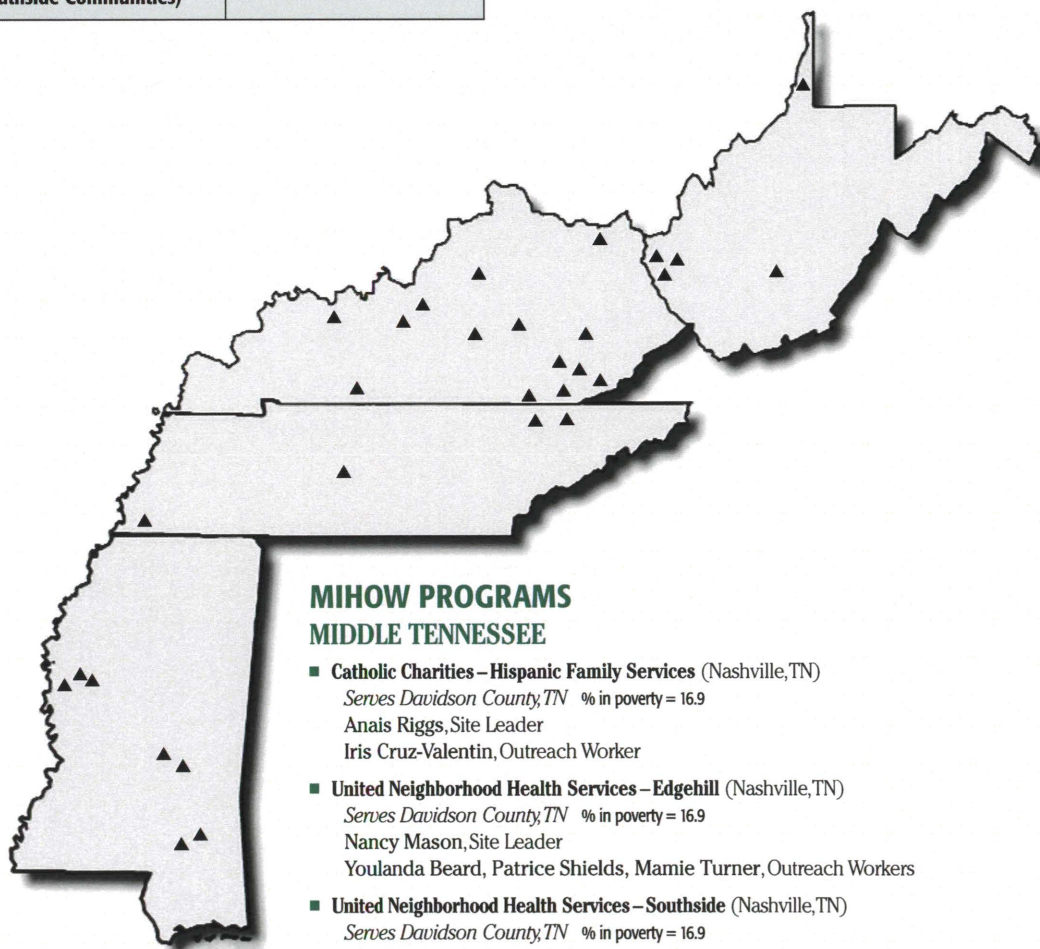 MIHOW PROGRAMS
MIDDLE TENNESSEE
■ Catholic Charities – Hispanic Family Services (Nashville, TN)
Serves Davidson County, TN % in poverty = 16.9
Anais Riggs, Site Leader
Iris Cruz-Valentin, Outreach Worker
■ United Neighborhood Health Services – Edgehill (Nashville, TN)
Serves Davidson County, TN % in poverty = 16.9
Nancy Mason, Site Leader
Youlanda Beard, Patrice Shields, Mamie Turner, Outreach Workers
■ United Neighborhood Health Services – Southside (Nashville, TN)
Serves Davidson County, TN % in poverty = 16.9